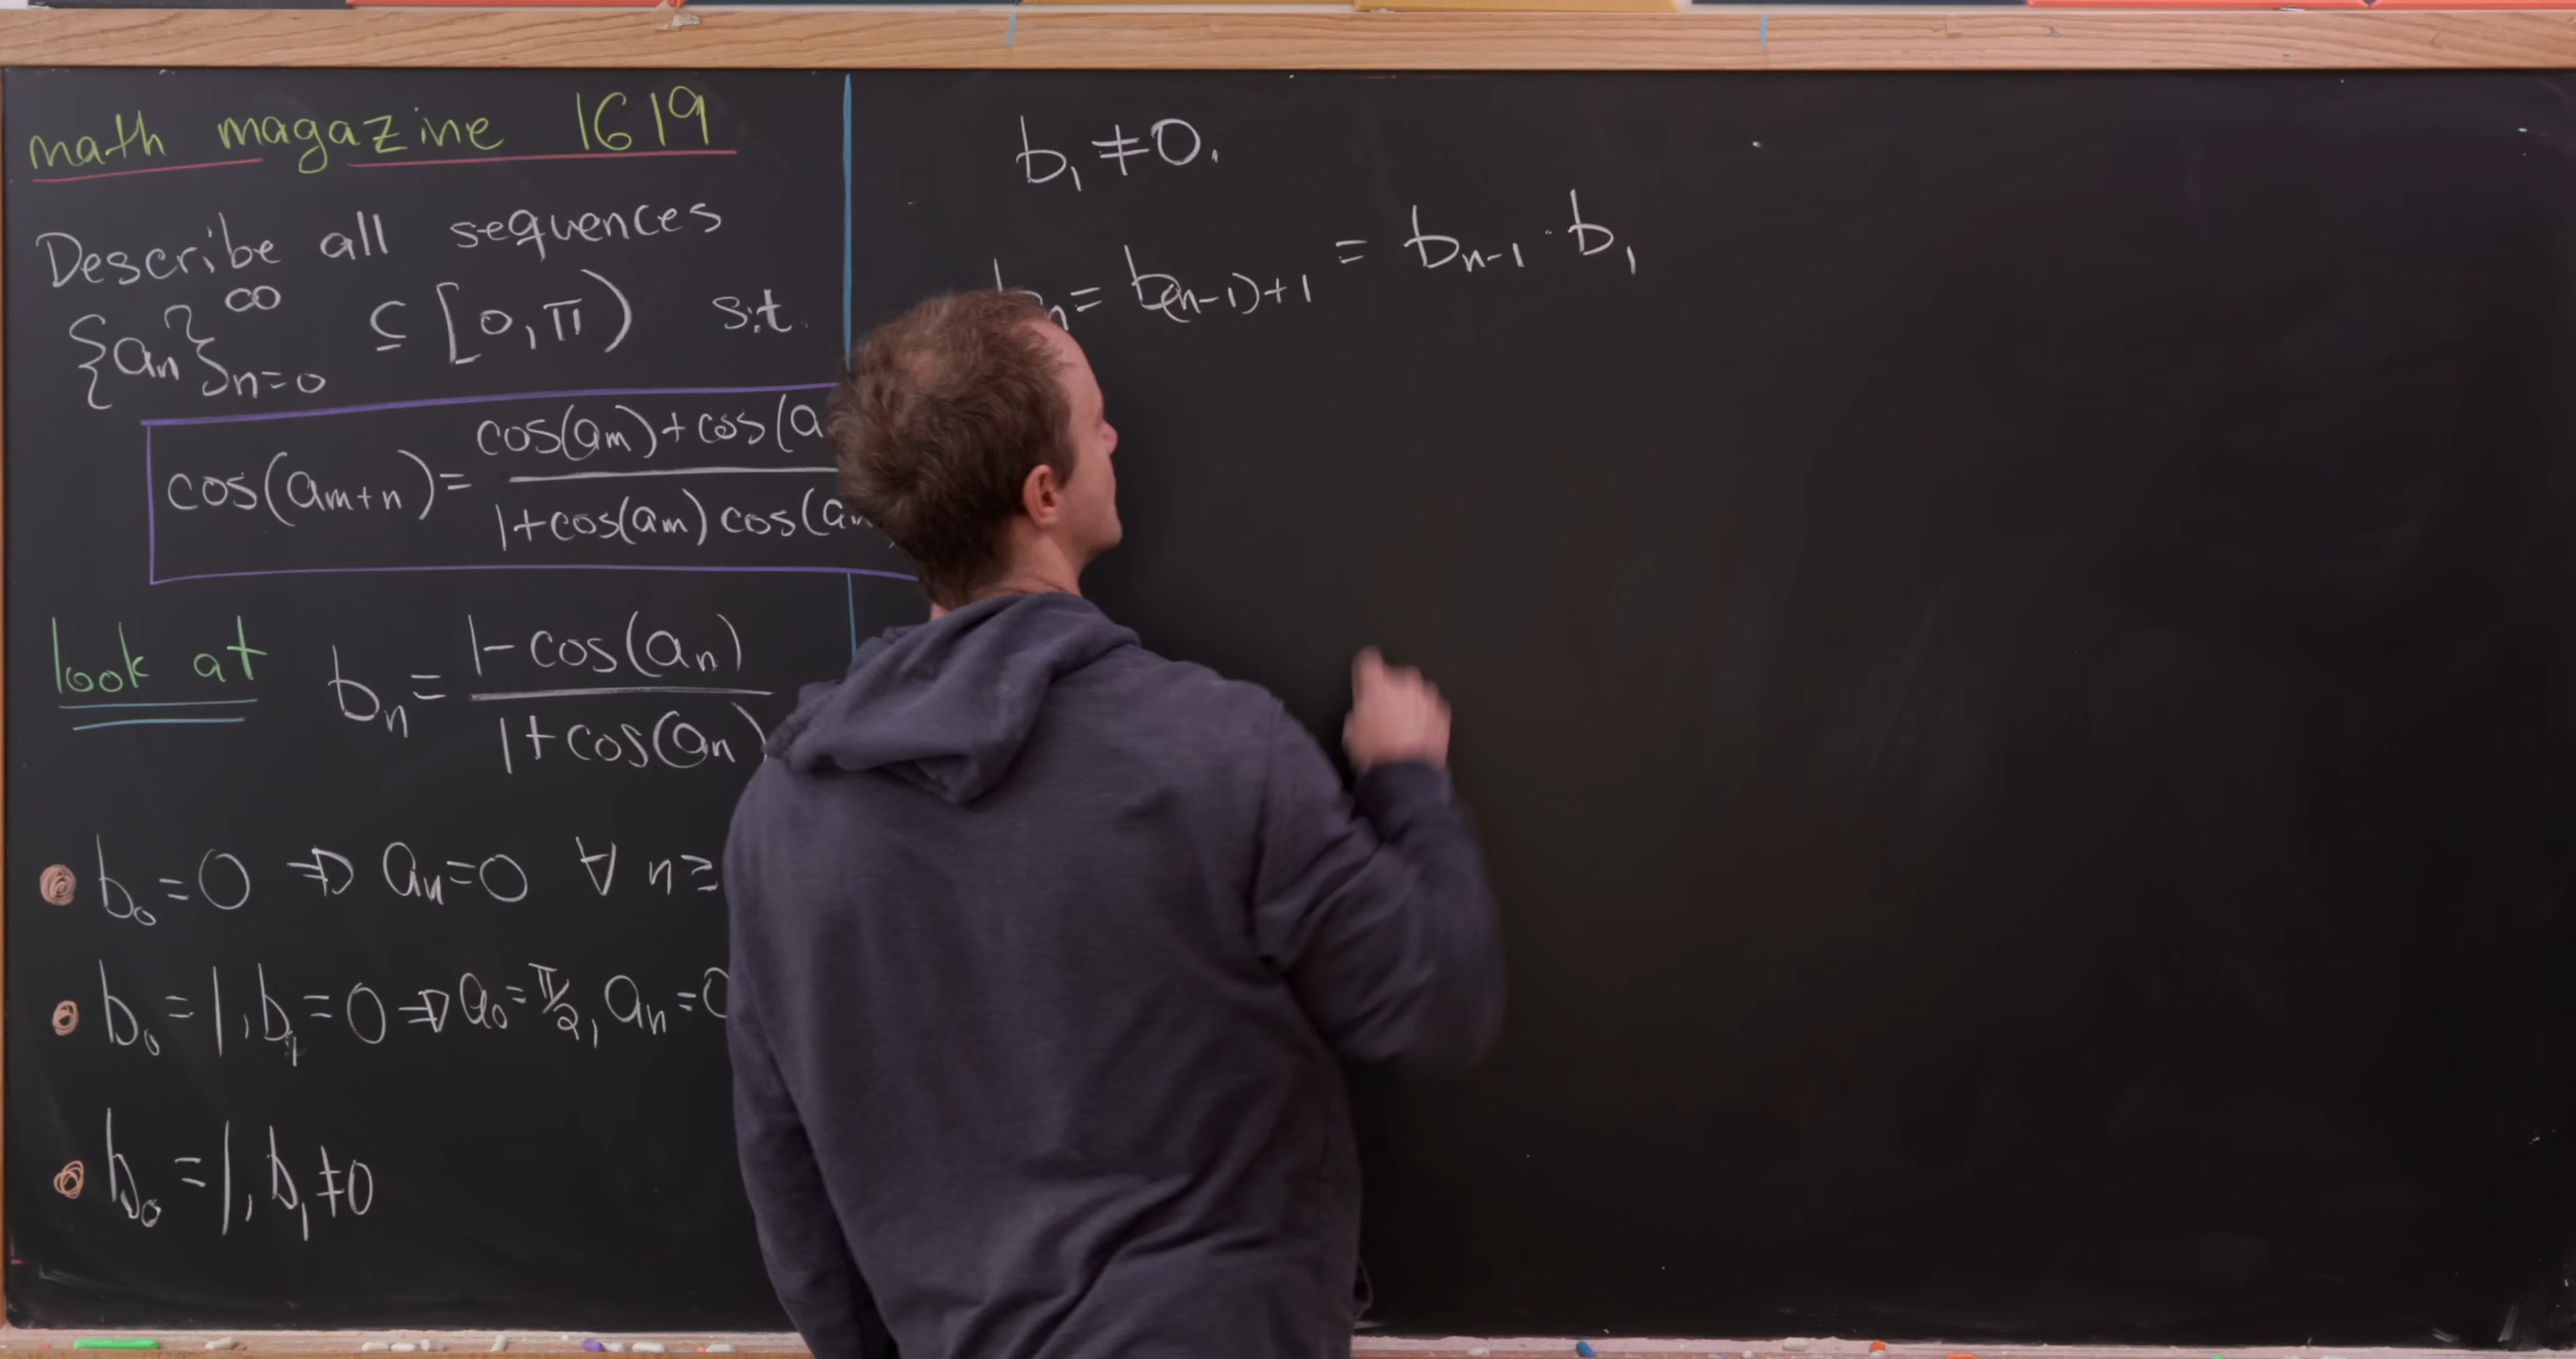 math magazine 1619
Describe all sequences
{aₙ}ₙ₌₀^∞ ⊆ [0, π) s.t.
cos(aₘ₊ₙ) = cos(aₘ)+cos(a
1+cos(aₘ) cos(aₙ
look at bₙ = 1-cos(aₙ)
1+cos(aₙ)
• b₀ = 0 ⇒ aₙ=0 ∀ n ≥
• b₀ = 1, b₁ = 0 ⇒ a₀ = π/2, aₙ = 0
• b₀ = 1, b₁ ≠ 0
b₁ ≠ 0.
bₙ = b₍ₙ₋₁₎₊₁ = bₙ₋₁ · b₁